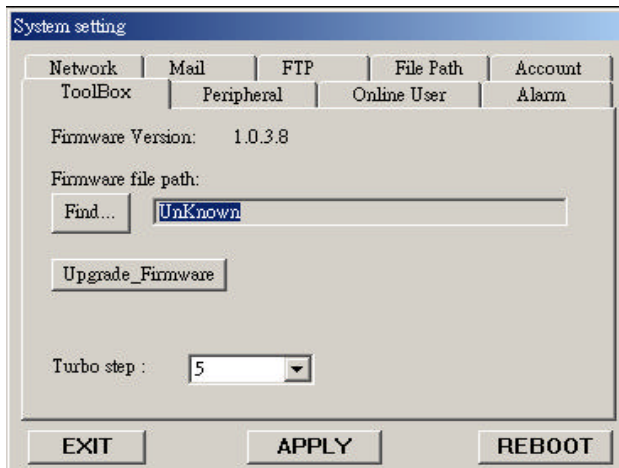 System setting
Network Mail FTP File Path Account
ToolBox Peripheral Online User Alarm
Firmware Version: 1.0.3.8
Firmware file path:
Find... UnKnown
Upgrade_Firmware
Turbo step : 5
EXIT APPLY REBOOT